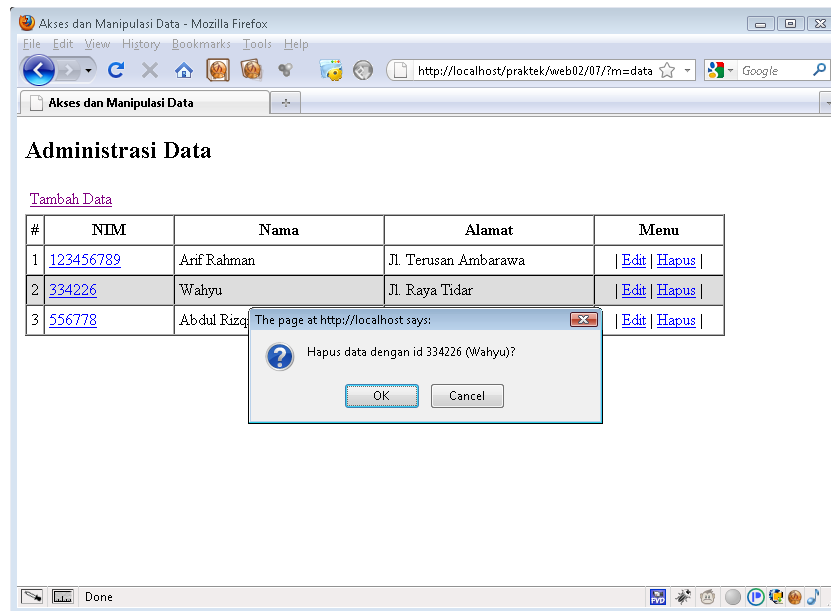 Akses dan Manipulasi Data - Mozilla Firefox
File Edit View History Bookmarks Tools Help
http://localhost/praktek/web02/07/?m=data
Google
Akses dan Manipulasi Data
Administrasi Data
Tambah Data
# NIM Nama Alamat Menu
1 123456789 Arif Rahman Jl. Terusan Ambarawa | Edit | Hapus |
2 334226 Wahyu Jl. Raya Tidar | Edit | Hapus |
3 556778 Abdul Rizq | Edit | Hapus |
The page at http://localhost says:
Hapus data dengan id 334226 (Wahyu)?
OK Cancel
Done
FVD